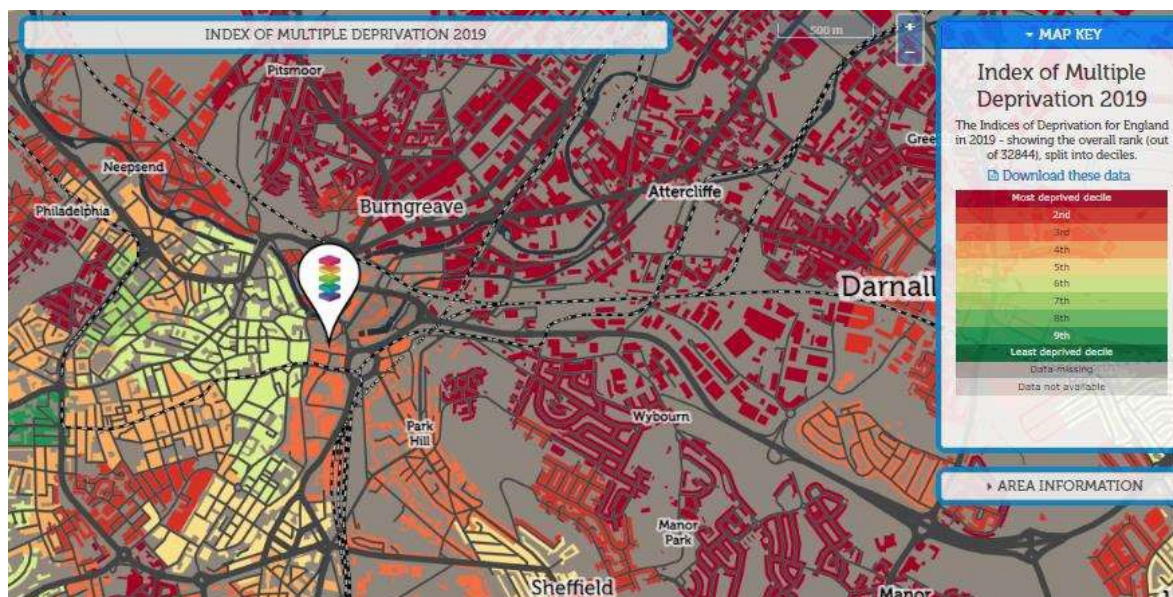 INDEX OF MULTIPLE DEPRIVATION 2019
500 m
+
−
MAP KEY
Index of Multiple
Deprivation 2019
The Indices of Deprivation for England
in 2019 - showing the overall rank (out
of 32844), split into deciles.
Download these data
Most deprived decile
2nd
3rd
4th
5th
6th
7th
8th
9th
Least deprived decile
Data missing
Data not available
AREA INFORMATION
Pitsmoor
Gree
Neepsend
Attercliffe
Philadelphia
Burngreave
Darnall
Wybourn
Park
Hill
Manor
Park
Sheffield
Manor